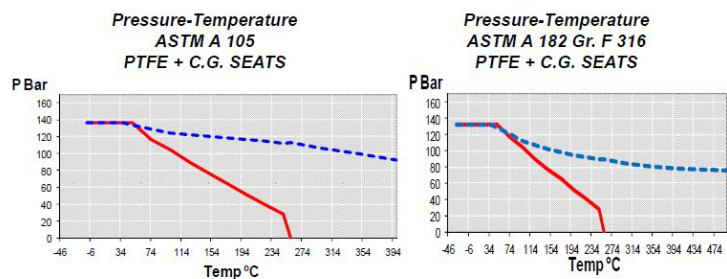 Pressure-Temperature
ASTM A 105
PTFE + C.G. SEATS
P Bar
160
140
120
100
80
60
40
20
0
-46 -6 34 74 114 154 194 234 274 314 354 394
Temp ºC
Pressure-Temperature
ASTM A 182 Gr. F 316
PTFE + C.G. SEATS
P Bar
160
140
120
100
80
60
40
20
0
-46 -6 34 74 114 154 194 234 274 314 354 394 434 474
Temp ºC